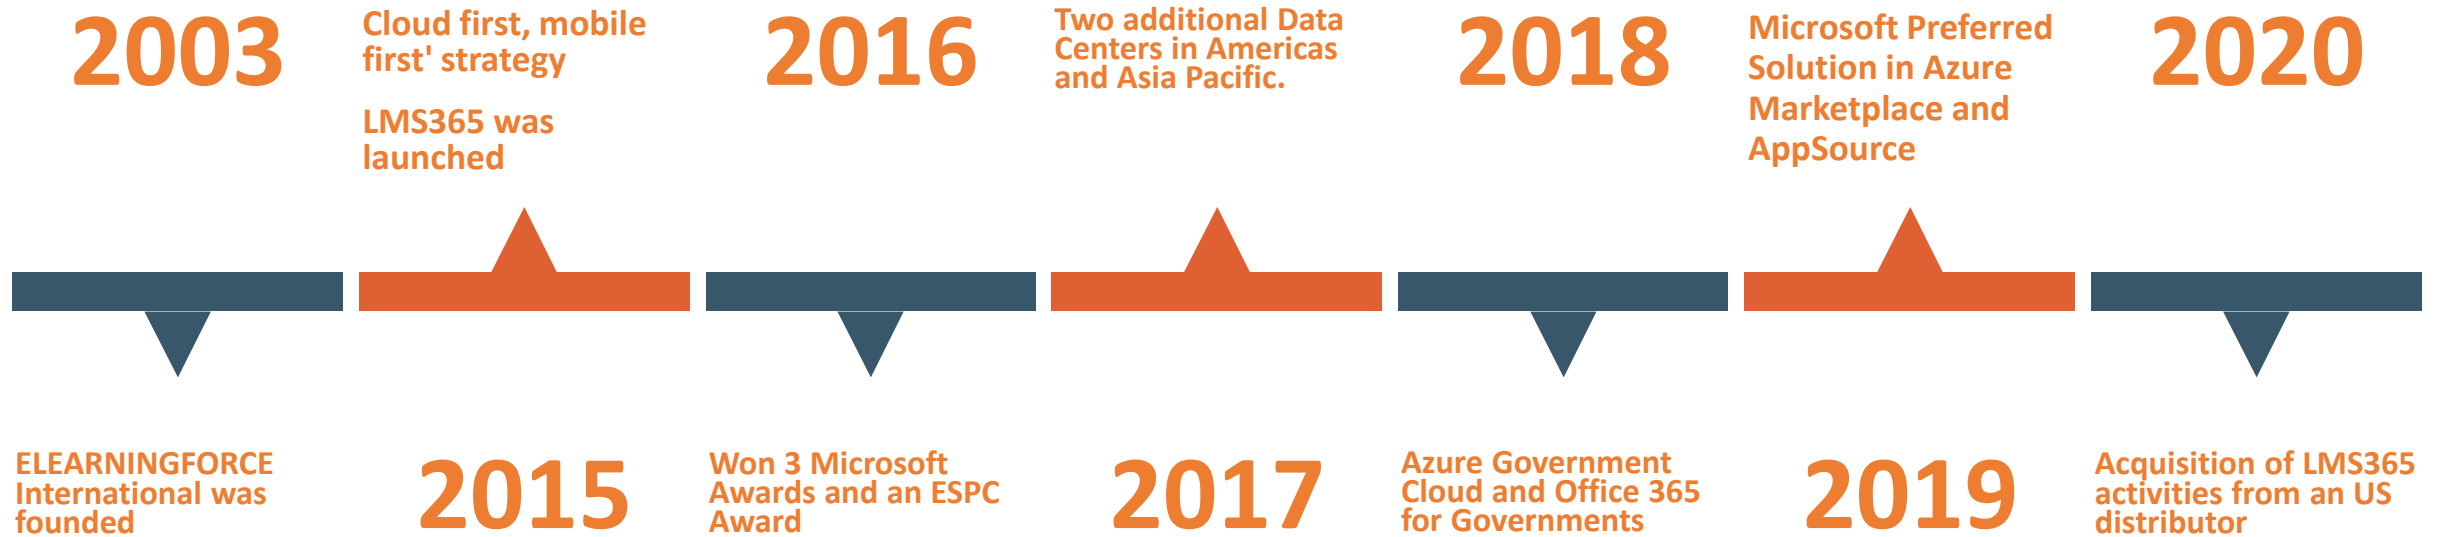 2003
ELEARNINGFORCE
International was
founded
Cloud first, mobile
first' strategy
LMS365 was
launched
2015
2016
Won 3 Microsoft
Awards and an ESPC
Award
Two additional Data
Centers in Americas
and Asia Pacific.
2017
2018
Azure Government
Cloud and Office 365
for Governments
Microsoft Preferred
Solution in Azure
Marketplace and
AppSource
2019
2020
Acquisition of LMS365
activities from an US
distributor